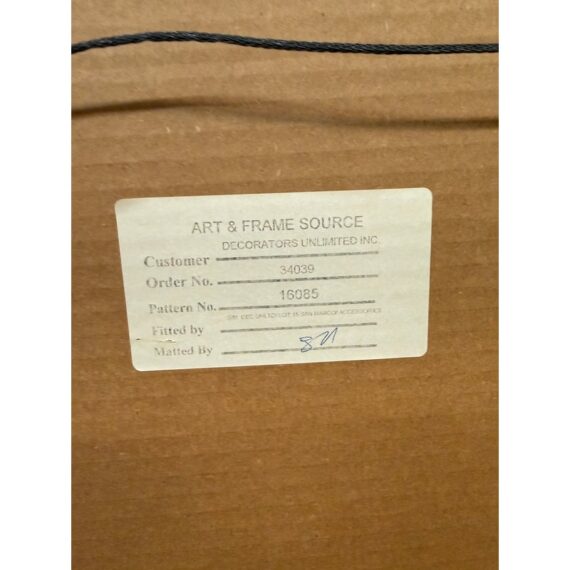 ART & FRAME SOURCE
DECORATORS UNLIMITED INC.
Customer
34039
Order No.
16085
Pattern No.
Fitted by
Matted By